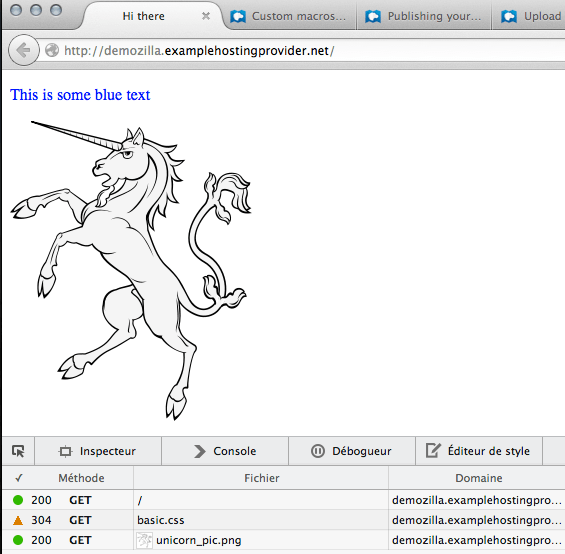 Hi there
Custom macros...
Publishing your...
Upload
http://demozilla.examplehostingprovider.net/
This is some blue text
Inspecteur
Console
Débogueur
Éditeur de style
✓ Méthode Fichier Domaine
200 GET / demozilla.examplehostingpro...
304 GET basic.css demozilla.examplehostingpro...
200 GET unicorn_pic.png demozilla.examplehostingpro...